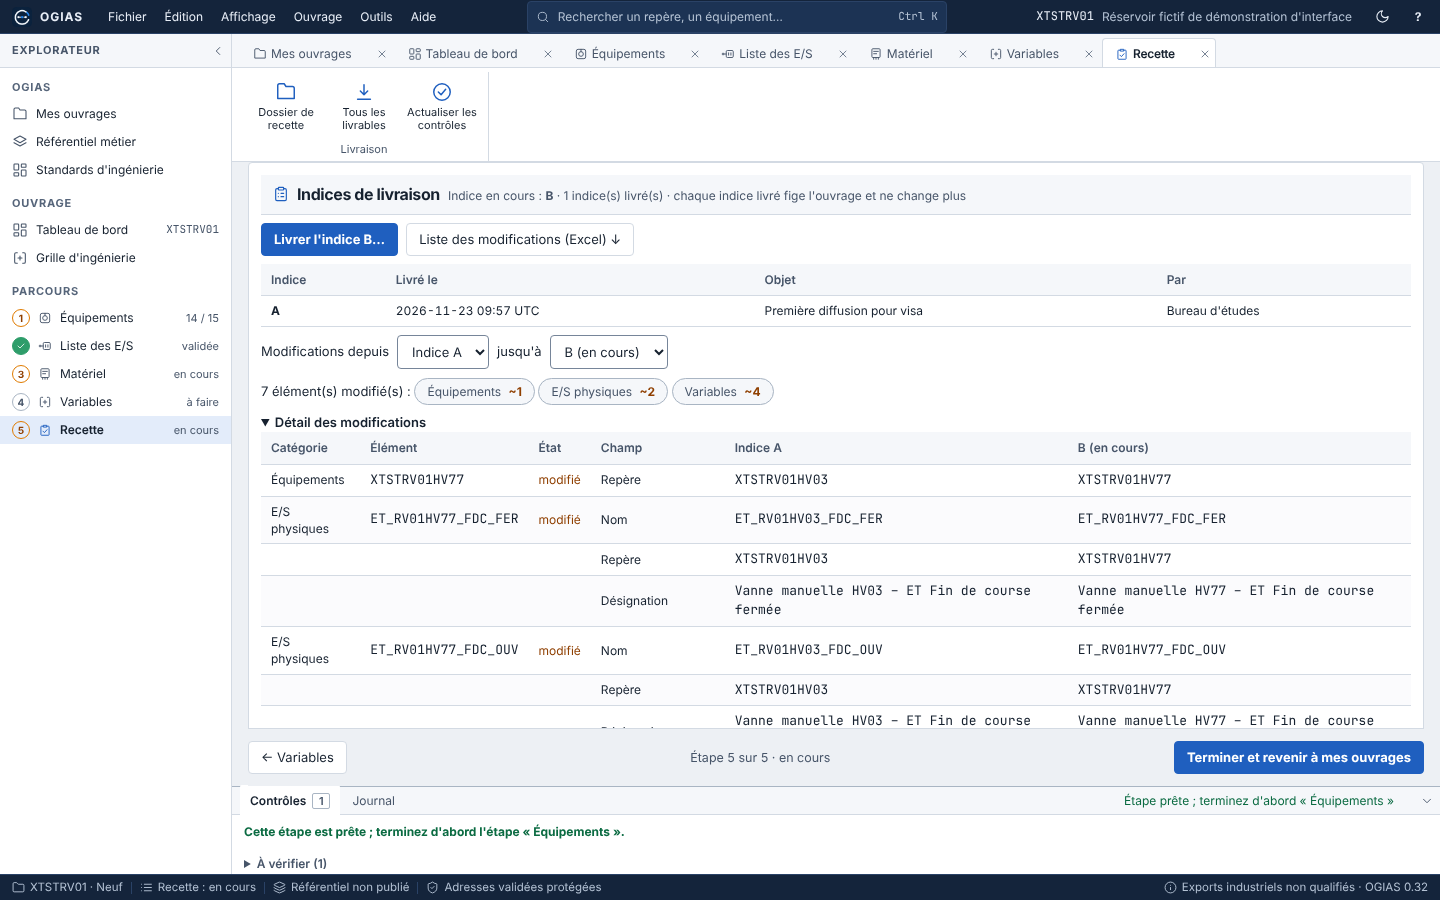 OGIAS Fichier Édition Affichage Ouvrage Outils Aide Rechercher un repère, un équipement... Ctrl K XTSTRV01 Réservoir fictif de démonstration d'interface ?
EXPLORATEUR
Mes ouvrages Tableau de bord Équipements Liste des E/S Matériel Variables Recette
OGIAS
Mes ouvrages
Référentiel métier
Standards d'ingénierie
OUVRAGE
Tableau de bord XTSTRV01
Grille d'ingénierie
PARCOURS
1 Équipements 14 / 15
Liste des E/S validée
3 Matériel en cours
4 Variables à faire
5 Recette en cours
Dossier de recette
Tous les livrables
Actualiser les contrôles
Livraison
Indices de livraison Indice en cours : B · 1 indice(s) livré(s) · chaque indice livré fige l'ouvrage et ne change plus
Livrer l'indice B... Liste des modifications (Excel) ↓
Indice Livré le Objet Par
A 2026-11-23 09:57 UTC Première diffusion pour visa Bureau d'études
Modifications depuis Indice A jusqu'à B (en cours)
7 élément(s) modifié(s) : Équipements ~1 E/S physiques ~2 Variables ~4
▼ Détail des modifications
Catégorie Élément État Champ Indice A B (en cours)
Équipements XTSTRV01HV77 modifié Repère XTSTRV01HV03 XTSTRV01HV77
E/S physiques ET_RV01HV77_FDC_FER modifié Nom ET_RV01HV03_FDC_FER ET_RV01HV77_FDC_FER
Repère XTSTRV01HV03 XTSTRV01HV77
Désignation Vanne manuelle HV03 – ET Fin de course fermée Vanne manuelle HV77 – ET Fin de course fermée
E/S physiques ET_RV01HV77_FDC_OUV modifié Nom ET_RV01HV03_FDC_OUV ET_RV01HV77_FDC_OUV
Repère XTSTRV01HV03 XTSTRV01HV77
Vanne manuelle HV03 – ET Fin de course Vanne manuelle HV77 – ET Fin de course
← Variables Étape 5 sur 5 · en cours Terminer et revenir à mes ouvrages
Contrôles 1 Journal Étape prête ; terminez d'abord « Équipements »
Cette étape est prête ; terminez d'abord l'étape « Équipements ».
▶ À vérifier (1)
XTSTRV01 · Neuf Recette : en cours Référentiel non publié Adresses validées protégées Exports industriels non qualifiés · OGIAS 0.32